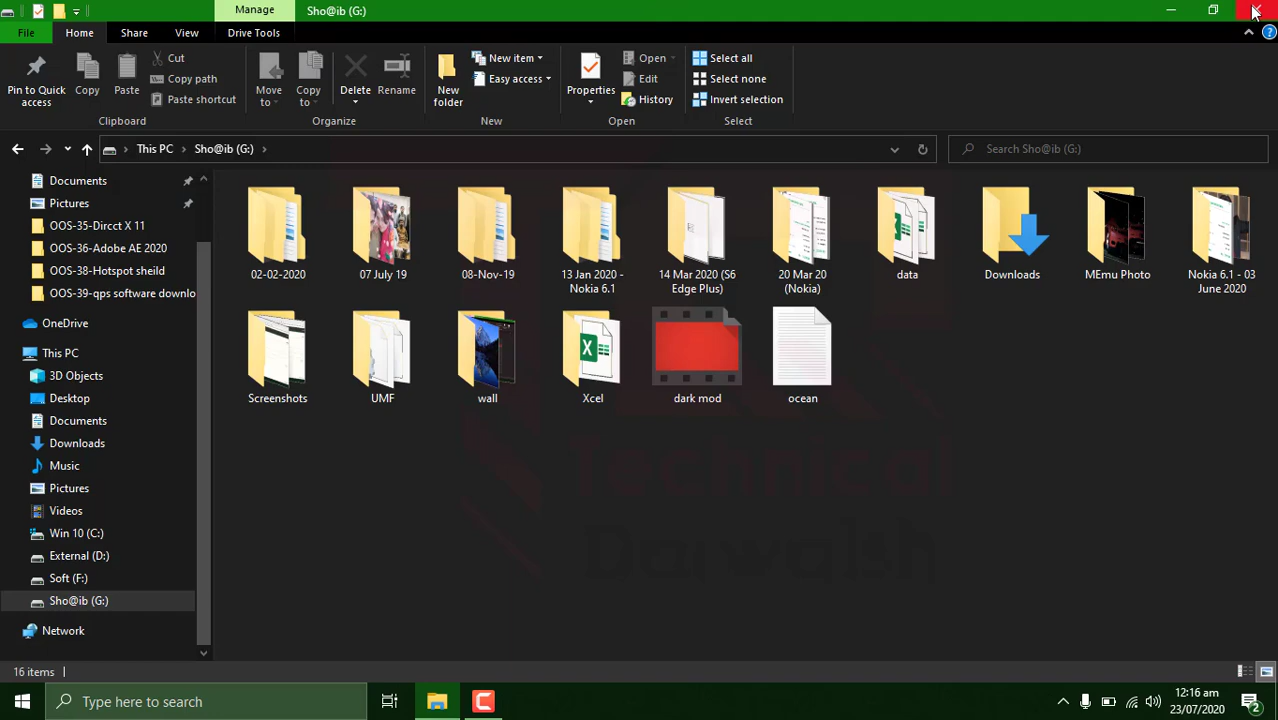 Manage
Sho@ib (G:)
File
Home
Share
View
Drive Tools
Pin to Quick access
Copy
Paste
Cut
Copy path
Paste shortcut
Clipboard
Move to
Copy to
Delete
Rename
Organize
New folder
New item
Easy access
New
Properties
Open
Edit
History
Open
Select all
Select none
Invert selection
Select
This PC
Sho@ib (G:)
Search Sho@ib (G:)
Documents
Pictures
OOS-35-Dircct X 11
OOS-36-Adobe AE 2020
OOS-38-Hotspot sheild
OOS-39-qps software downlo
OneDrive
This PC
3D Objects
Desktop
Documents
Downloads
Music
Pictures
Videos
Win 10 (C:)
External (D:)
Soft (F:)
Sho@ib (G:)
Network
02-02-2020
07 July 19
08-Nov-19
13 Jan 2020 -
Nokia 6.1
14 Mar 2020 (S6
Edge Plus)
20 Mar 20
(Nokia)
data
Downloads
MEmu Photo
Nokia 6.1 - 03
June 2020
Screenshots
UMF
wall
Xcel
dark mod
ocean
Technical
Darwaish
16 items
Type here to search
12:16 am
23/07/2020
2